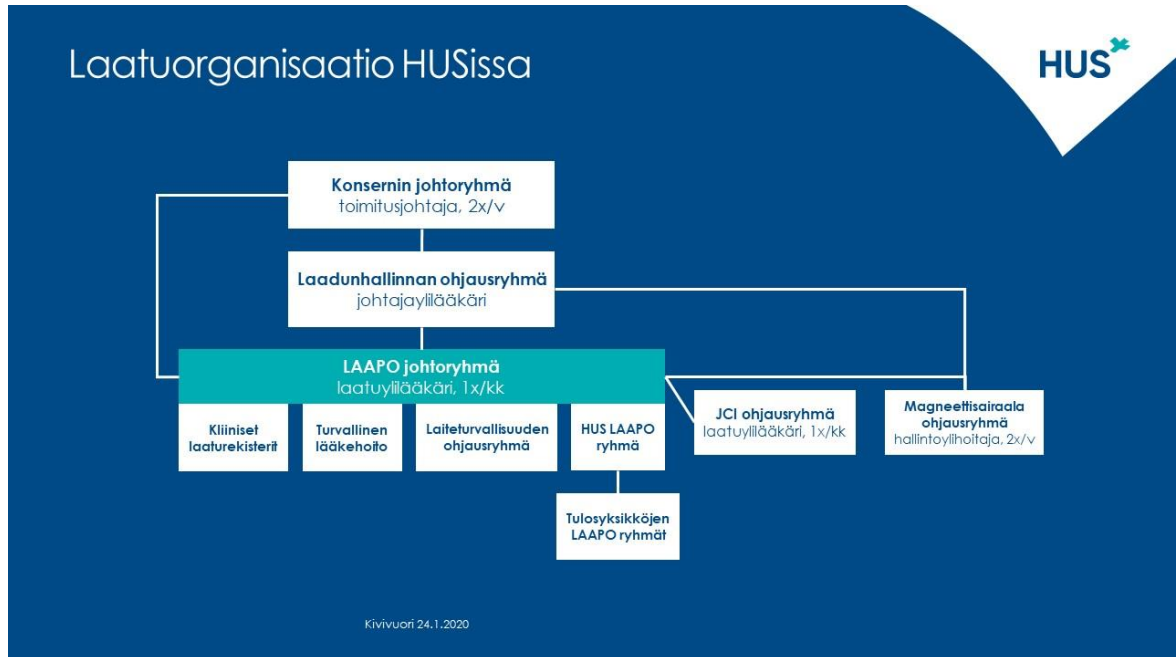 Laatuorganisaatio HUSissa
HUS
Konsernin johtoryhmä
toimitusjohtaja, 2x/v
Laadunhallinnan ohjausryhmä
johtajaylilääkäri
LAAPO johtoryhmä
laatuylilääkäri, 1x/kk
Kliiniset
laaturekisterit
Turvallinen
lääkehoito
Laiteturvallisuuden
ohjausryhmä
HUS LAAPO
ryhmä
JCI ohjausryhmä
laatuylilääkäri, 1x/kk
Magneettisairaala
ohjausryhmä
hallintoylihoitaja, 2x/v
Tulosyksikköjen
LAAPO ryhmät
Kivivuori 24.1.2020